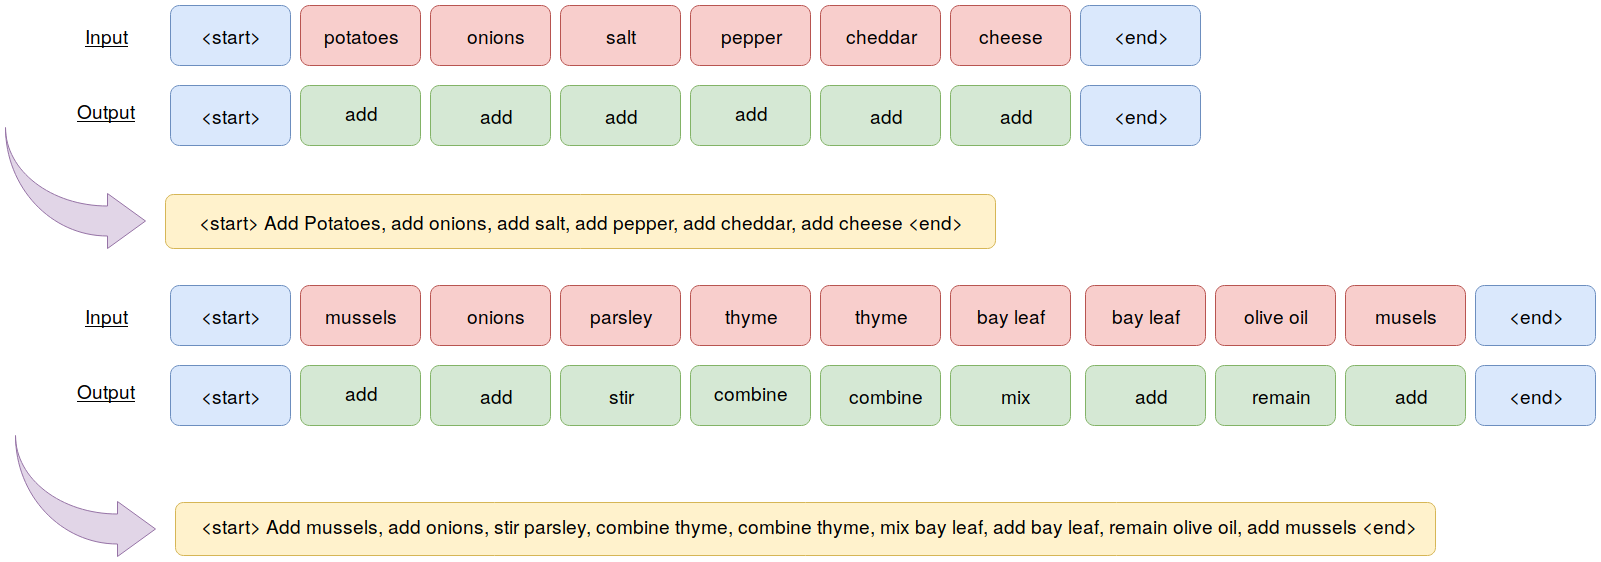 Input <start> potatoes onions salt pepper cheddar cheese <end>
Output <start> add add add add add add <end>
<start> Add Potatoes, add onions, add salt, add pepper, add cheddar, add cheese <end>
Input <start> mussels onions parsley thyme thyme bay leaf bay leaf olive oil musels <end>
Output <start> add add stir combine combine mix add remain add <end>
<start> Add mussels, add onions, stir parsley, combine thyme, combine thyme, mix bay leaf, add bay leaf, remain olive oil, add mussels <end>